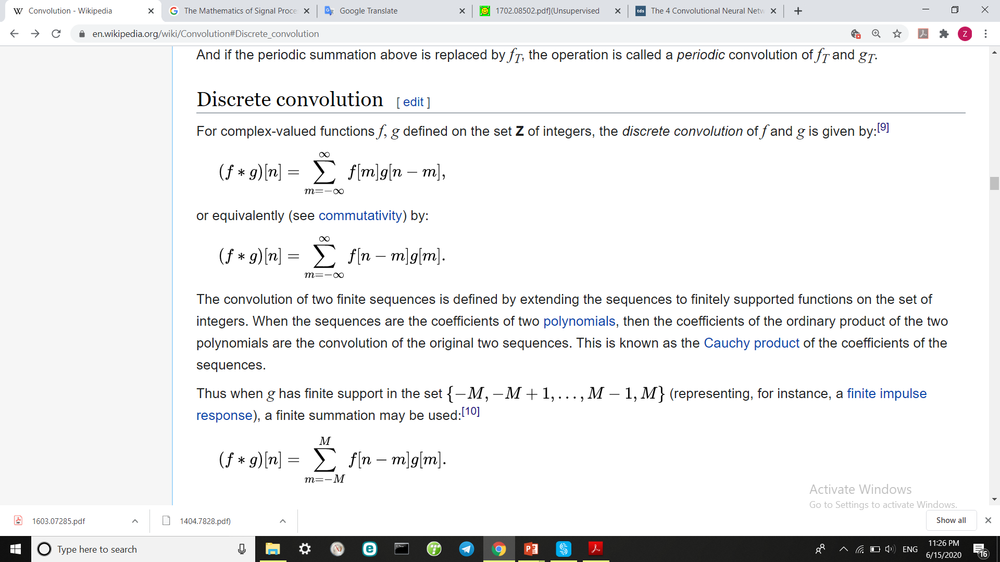 Convolution - Wikipedia
The Mathematics of Signal Proce
Google Translate
1702.08502.pdf](Unsupervised
tds The 4 Convolutional Neural Netw
en.wikipedia.org/wiki/Convolution#Discrete_convolution
Z
And if the periodic summation above is replaced by f_T, the operation is called a periodic convolution of f_T and g_T.
Discrete convolution [ edit ]
For complex-valued functions f, g defined on the set Z of integers, the discrete convolution of f and g is given by:[9]
(f ∗ g)[n] = ∑_{m=−∞}^{∞} f[m]g[n − m],
or equivalently (see commutativity) by:
(f ∗ g)[n] = ∑_{m=−∞}^{∞} f[n − m]g[m].
The convolution of two finite sequences is defined by extending the sequences to finitely supported functions on the set of
integers. When the sequences are the coefficients of two polynomials, then the coefficients of the ordinary product of the two
polynomials are the convolution of the original two sequences. This is known as the Cauchy product of the coefficients of the
sequences.
Thus when g has finite support in the set {−M, −M + 1, . . . , M − 1, M} (representing, for instance, a finite impulse
response), a finite summation may be used:[10]
(f ∗ g)[n] = ∑_{m=−M}^{M} f[n − m]g[m].
Activate Windows
Go to Settings to activate Windows.
1603.07285.pdf
1404.7828.pdf)
Show all
Type here to search
ENG
11:26 PM
6/15/2020
16